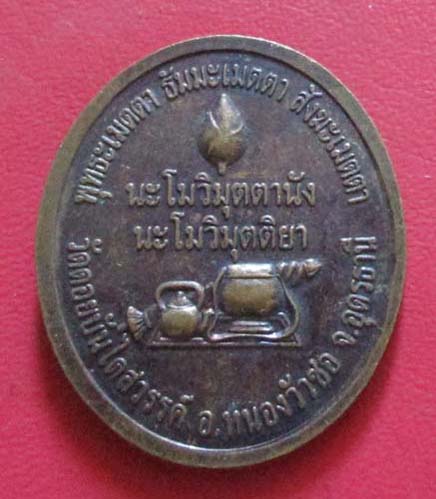 พุทธะเมตตา ธัมมะเมตตา สังฆะเมตตา
นะโมวิมุตตานัง
นะโมวิมุตติยา
วัดดอยบันไดสวรรค์ อ.หนองวัวซอ จ.อุดรธานี